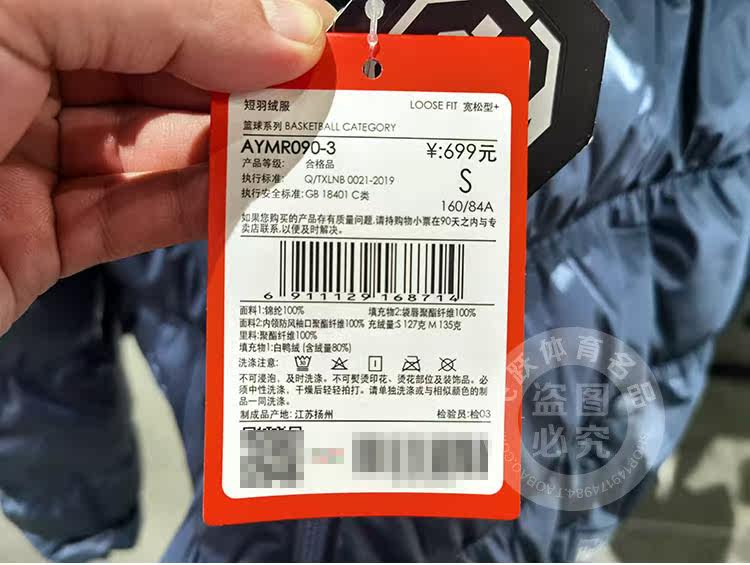 短羽绒服
LOOSE FIT 宽松型+
篮球系列 BASKETBALL CATEGORY
AYMR090-3
¥:699元
产品等级: 合格品
执行标准: Q/TXLNB 0021-2019
S
执行安全标准:GB 18401 C类
160/84A
如果您购买的产品存有质量问题,请持购物小票在90天之内与专
卖店联系,以便及时解决。
6 911129 168714
面料1:锦纶100%
填充物2:袋唇聚酯纤维100%
面料2:内领防风袖口聚酯纤维100%
充绒量:S 127克 M 135克
里料:聚酯纤维100%
填充物1:白鸭绒 (含绒量80%)
洗涤注意:
不可浸泡、及时洗涤。不可熨烫印花、烫花部位及装饰品。必
须中性洗涤,干燥后轻轻拍打。请单独洗涤或与相似颜色的制
品一同洗涤。
制成品产地:江苏扬州
检验员:检03
飞跃体育名品
盗图
必究
SHOP149174984.TAOBAO.COM